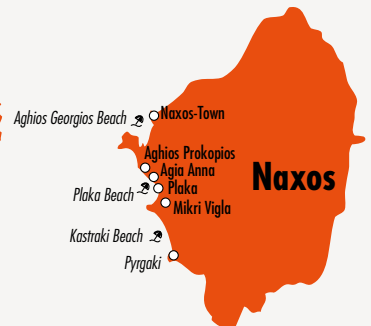 Aghios Georgios Beach
Naxos-Town
Aghios Prokopios
Agia Anna
Plaka
Plaka Beach
Mikri Vigla
Naxos
Kastraki Beach
Pyrgaki